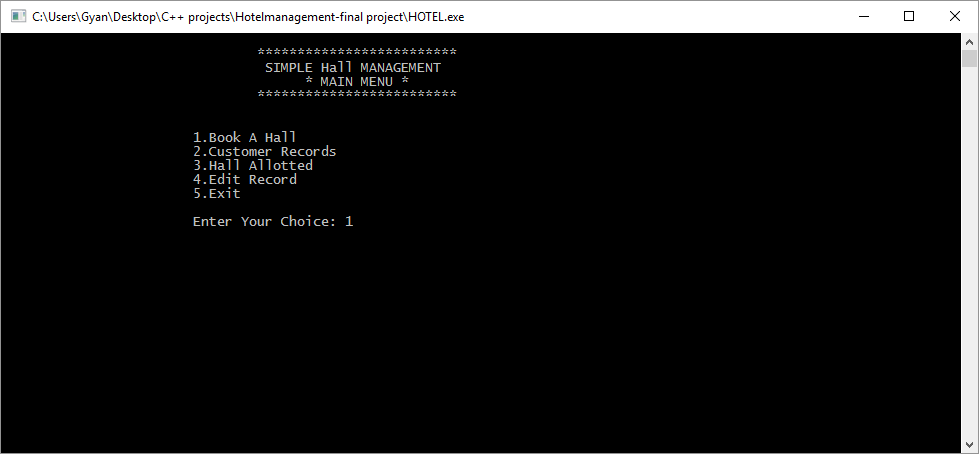 C:\Users\Gyan\Desktop\C++ projects\Hotelmanagement-final project\HOTEL.exe
*************************
SIMPLE Hall MANAGEMENT
* MAIN MENU *
*************************
1.Book A Hall
2.Customer Records
3.Hall Allotted
4.Edit Record
5.Exit
Enter Your Choice: 1